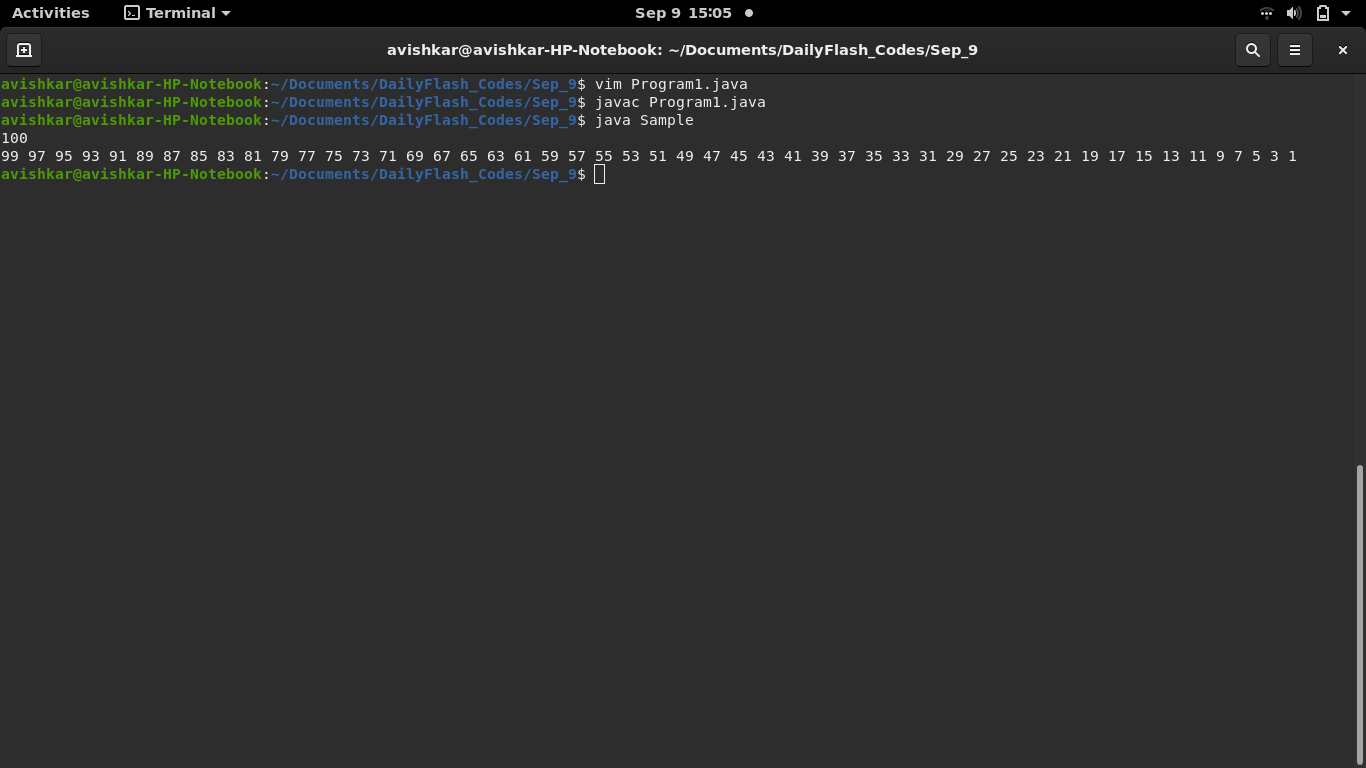 Activities Terminal Sep 9 15:05
avishkar@avishkar-HP-Notebook: ~/Documents/DailyFlash_Codes/Sep_9
avishkar@avishkar-HP-Notebook:~/Documents/DailyFlash_Codes/Sep_9$ vim Program1.java
avishkar@avishkar-HP-Notebook:~/Documents/DailyFlash_Codes/Sep_9$ javac Program1.java
avishkar@avishkar-HP-Notebook:~/Documents/DailyFlash_Codes/Sep_9$ java Sample
100
99 97 95 93 91 89 87 85 83 81 79 77 75 73 71 69 67 65 63 61 59 57 55 53 51 49 47 45 43 41 39 37 35 33 31 29 27 25 23 21 19 17 15 13 11 9 7 5 3 1
avishkar@avishkar-HP-Notebook:~/Documents/DailyFlash_Codes/Sep_9$